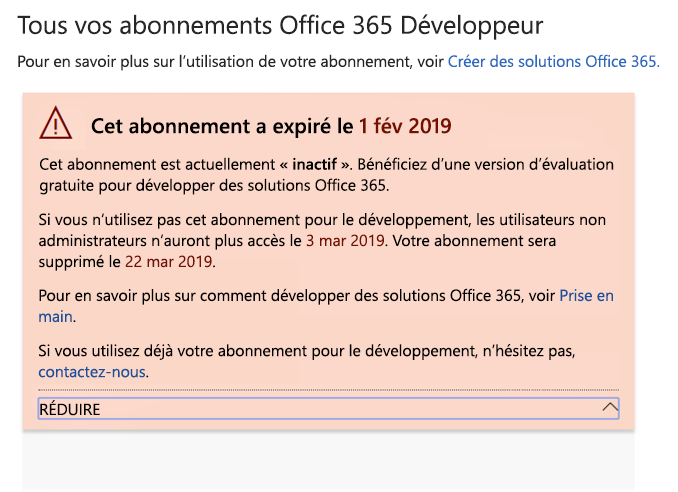 Tous vos abonnements Office 365 Développeur
Pour en savoir plus sur l’utilisation de votre abonnement, voir Créer des solutions Office 365.
Cet abonnement a expiré le 1 fév 2019
Cet abonnement est actuellement « inactif ». Bénéficiez d’une version d’évaluation
gratuite pour développer des solutions Office 365.
Si vous n’utilisez pas cet abonnement pour le développement, les utilisateurs non
administrateurs n’auront plus accès le 3 mar 2019. Votre abonnement sera
supprimé le 22 mar 2019.
Pour en savoir plus sur comment développer des solutions Office 365, voir Prise en
main.
Si vous utilisez déjà votre abonnement pour le développement, n’hésitez pas,
contactez-nous.
RÉDUIRE